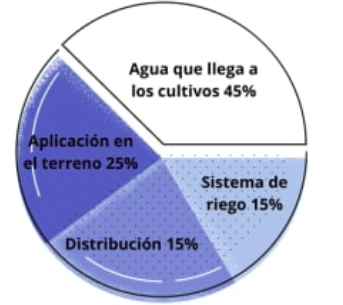 Agua que llega a
los cultivos 45%
Aplicación en
el terreno 25%
Sistema de
riego 15%
Distribución 15%